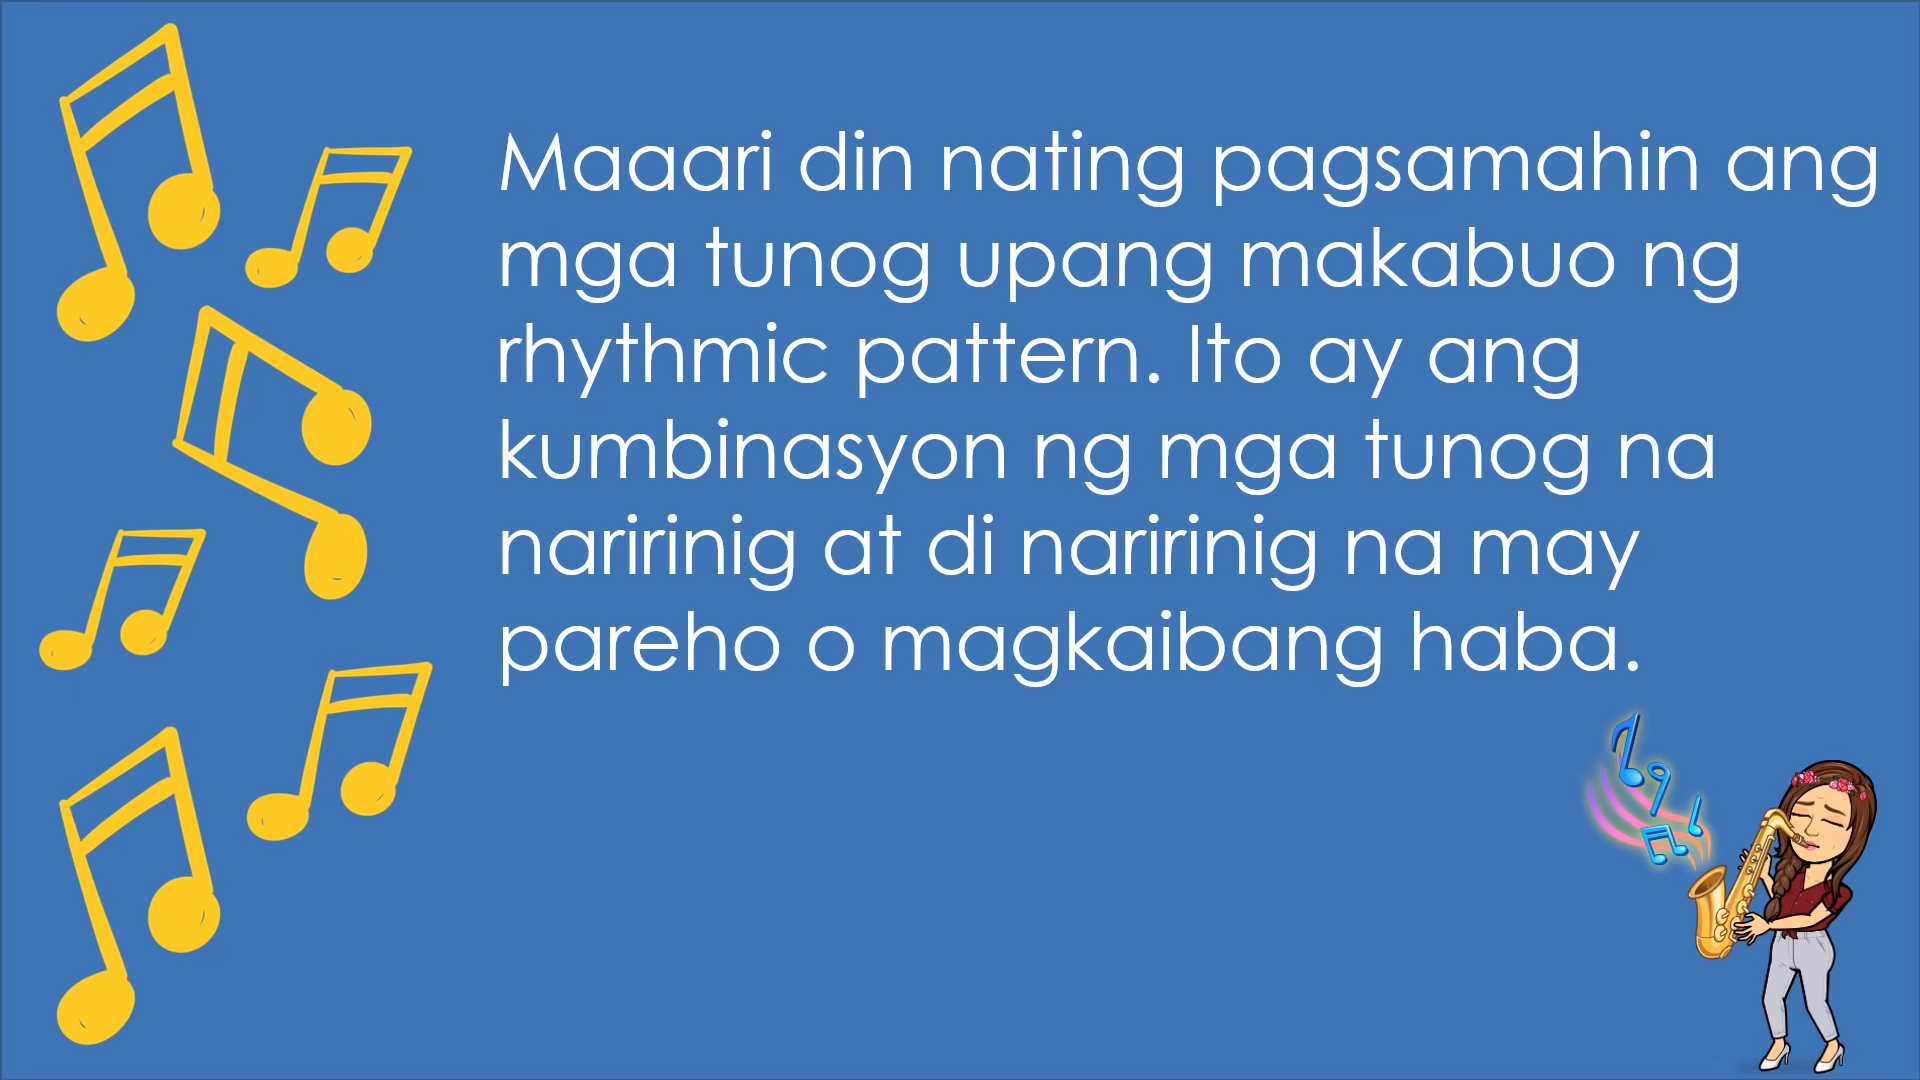 Maaari din nating pagsamahin ang
mga tunog upang makabuo ng
rhythmic pattern. Ito ay ang
kumbinasyon ng mga tunog na
naririnig at di naririnig na may
pareho o magkaibang haba.